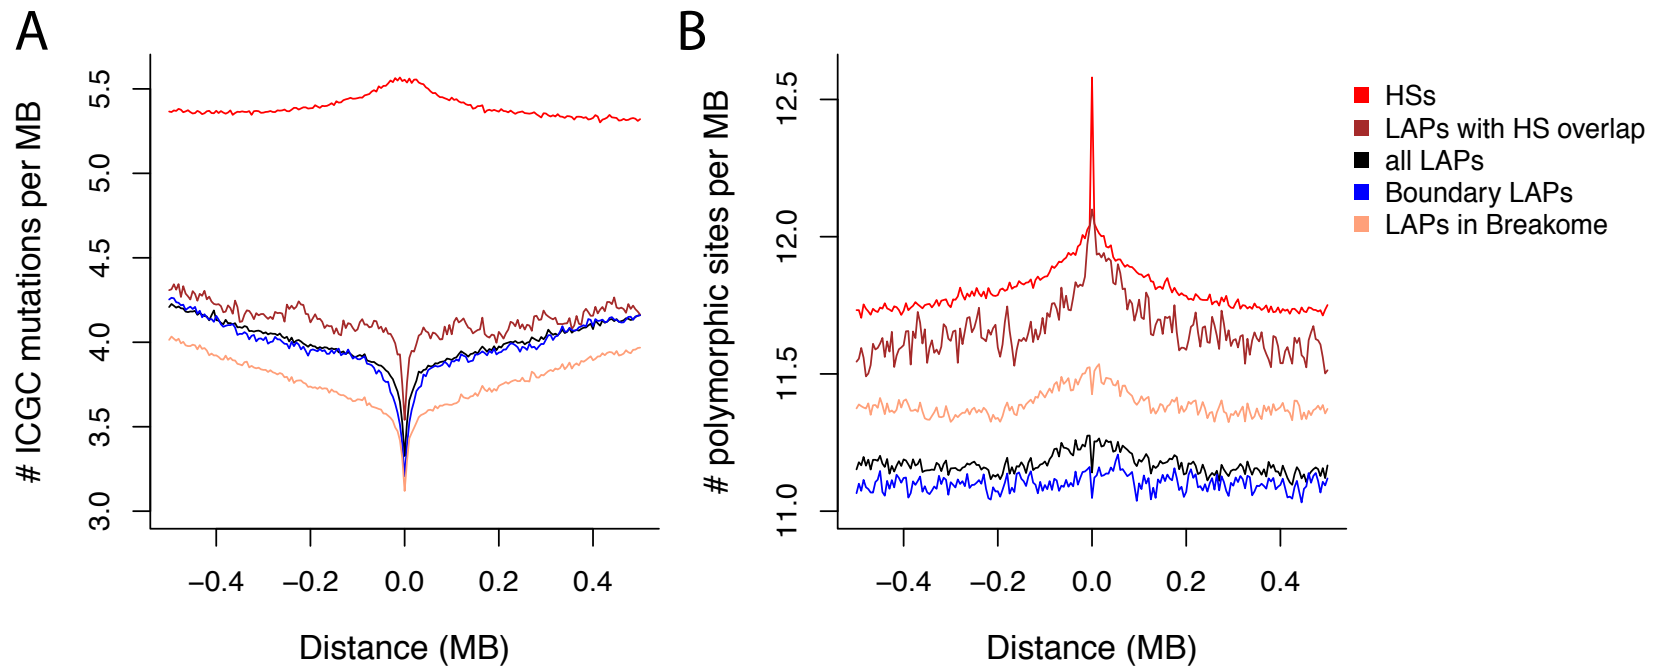 A
# ICGC mutations per MB
5.5
5.0
4.5
4.0
3.5
3.0
−0.4
−0.2
0.0
0.2
0.4
Distance (MB)
B
# polymorphic sites per MB
12.5
12.0
11.5
11.0
−0.4
−0.2
0.0
0.2
0.4
Distance (MB)
HSs
LAPs with HS overlap
all LAPs
Boundary LAPs
LAPs in Breakome